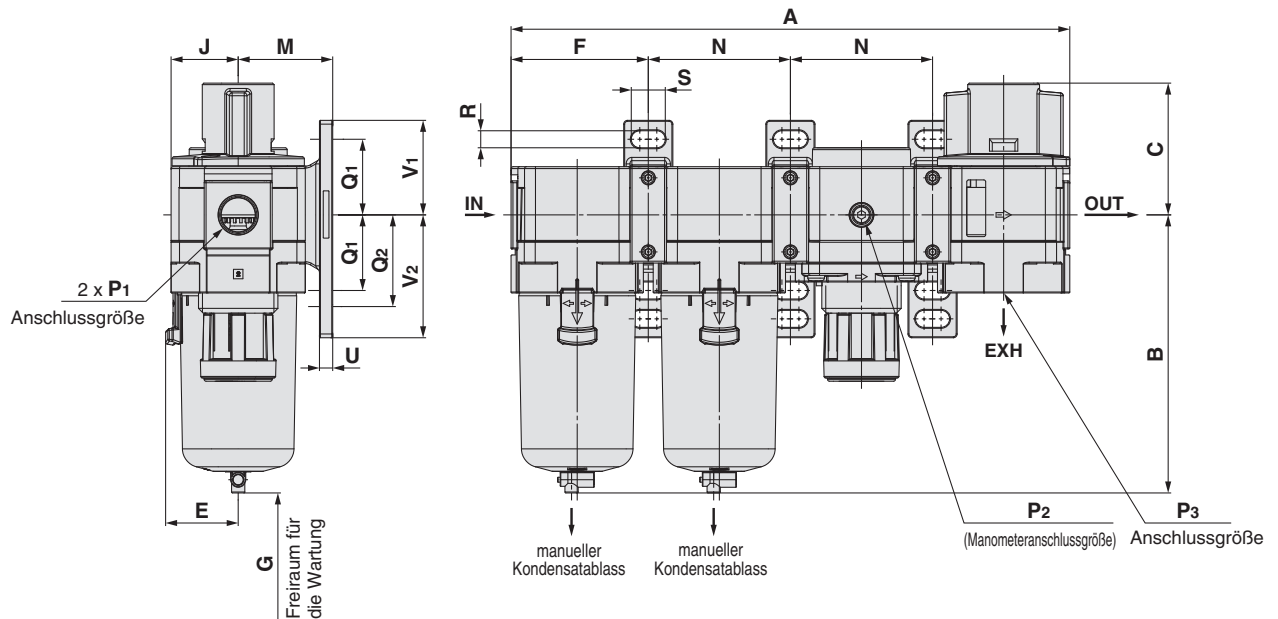 A
J M
F N N
S
R
C
V1
Q1
IN
OUT
Q1
Q2
V2
2 x P1
Anschlussgröße
U
EXH
B
E
G
Freiraum für
die Wartung
manueller
Kondensatablass
manueller
Kondensatablass
P2
(Manometeranschlussgröße)
P3
Anschlussgröße